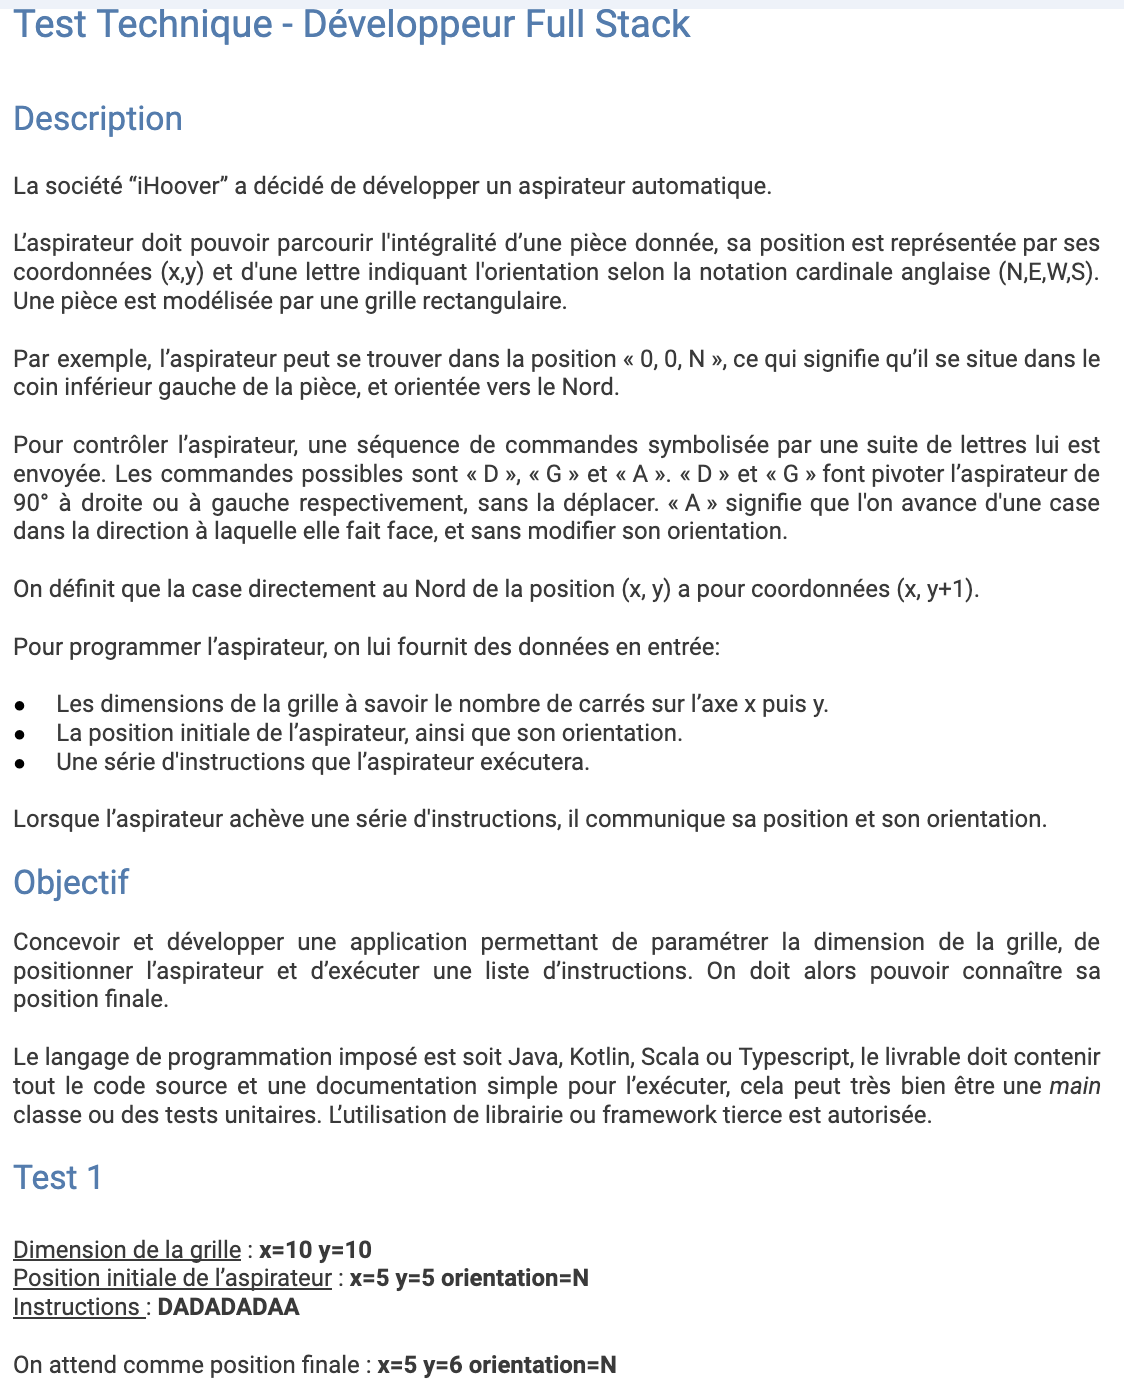 Test Technique - Développeur Full Stack
Description
La société “iHoover” a décidé de développer un aspirateur automatique.
L’aspirateur doit pouvoir parcourir l'intégralité d’une pièce donnée, sa position est représentée par ses
coordonnées (x,y) et d'une lettre indiquant l'orientation selon la notation cardinale anglaise (N,E,W,S).
Une pièce est modélisée par une grille rectangulaire.
Par exemple, l’aspirateur peut se trouver dans la position « 0, 0, N », ce qui signifie qu’il se situe dans le
coin inférieur gauche de la pièce, et orientée vers le Nord.
Pour contrôler l’aspirateur, une séquence de commandes symbolisée par une suite de lettres lui est
envoyée. Les commandes possibles sont « D », « G » et « A ». « D » et « G » font pivoter l’aspirateur de
90° à droite ou à gauche respectivement, sans la déplacer. « A » signifie que l'on avance d'une case
dans la direction à laquelle elle fait face, et sans modifier son orientation.
On définit que la case directement au Nord de la position (x, y) a pour coordonnées (x, y+1).
Pour programmer l’aspirateur, on lui fournit des données en entrée:
● Les dimensions de la grille à savoir le nombre de carrés sur l’axe x puis y.
● La position initiale de l’aspirateur, ainsi que son orientation.
● Une série d'instructions que l’aspirateur exécutera.
Lorsque l’aspirateur achève une série d'instructions, il communique sa position et son orientation.
Objectif
Concevoir et développer une application permettant de paramétrer la dimension de la grille, de
positionner l’aspirateur et d’exécuter une liste d’instructions. On doit alors pouvoir connaître sa
position finale.
Le langage de programmation imposé est soit Java, Kotlin, Scala ou Typescript, le livrable doit contenir
tout le code source et une documentation simple pour l’exécuter, cela peut très bien être une main
classe ou des tests unitaires. L’utilisation de librairie ou framework tierce est autorisée.
Test 1
Dimension de la grille : x=10 y=10
Position initiale de l’aspirateur : x=5 y=5 orientation=N
Instructions : DADADADAA
On attend comme position finale : x=5 y=6 orientation=N